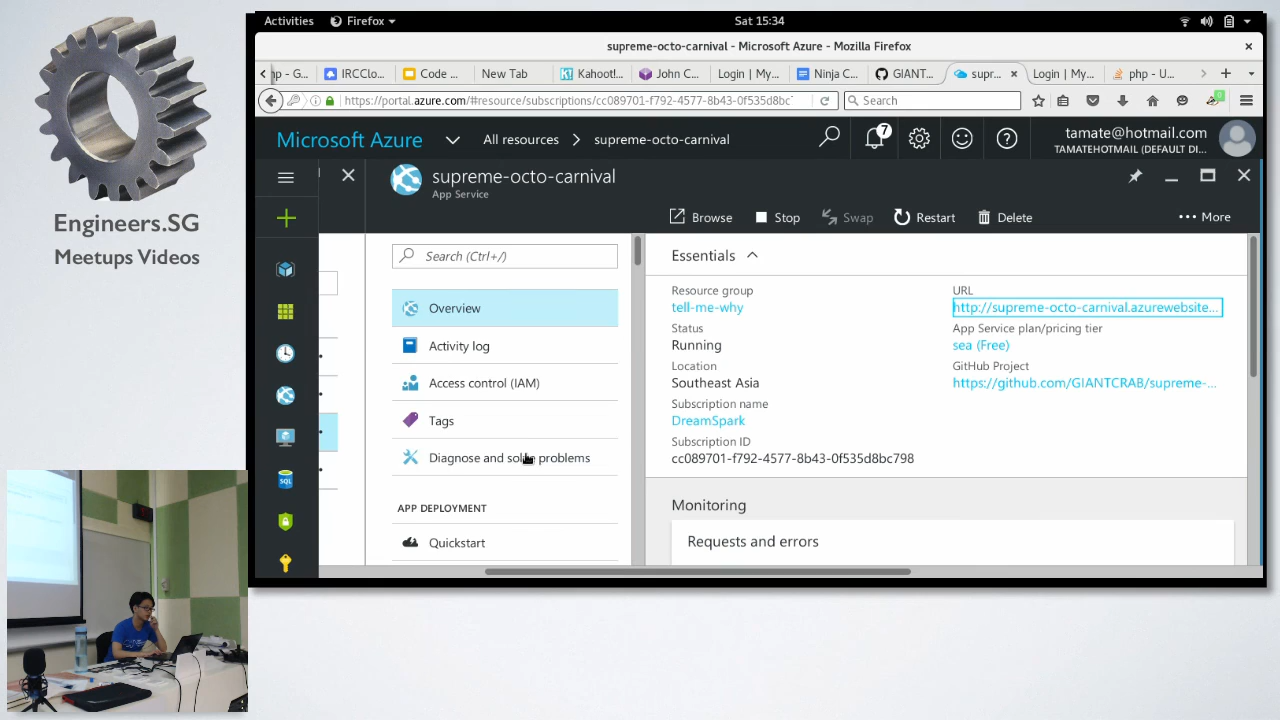 Activities Firefox Sat 15:34
supreme-octo-carnival - Microsoft Azure - Mozilla Firefox
hp - G... IRCClo... Code ... New Tab Kahoot!... John C... Login | My... Ninja C... GIANT... supr... Login | My... php - U...
https://portal.azure.com/#resource/subscriptions/cc089701-f792-4577-8b43-0f535d8bc7 Search
Microsoft Azure All resources supreme-octo-carnival 7 tamate@hotmail.com
TAMATEHOTMAIL (DEFAULT DI...
supreme-octo-carnival
App Service
Browse Stop Swap Restart Delete ••• More
Search (Ctrl+/)
Overview
Activity log
Access control (IAM)
Tags
Diagnose and solve problems
APP DEPLOYMENT
Quickstart
Essentials
Resource group
tell-me-why
Status
Running
Location
Southeast Asia
Subscription name
DreamSpark
Subscription ID
cc089701-f792-4577-8b43-0f535d8bc798
URL
http://supreme-octo-carnival.azurewebsite...
App Service plan/pricing tier
sea (Free)
GitHub Project
https://github.com/GIANTCRAB/supreme-...
Monitoring
Requests and errors
Engineers.SG
Meetups Videos